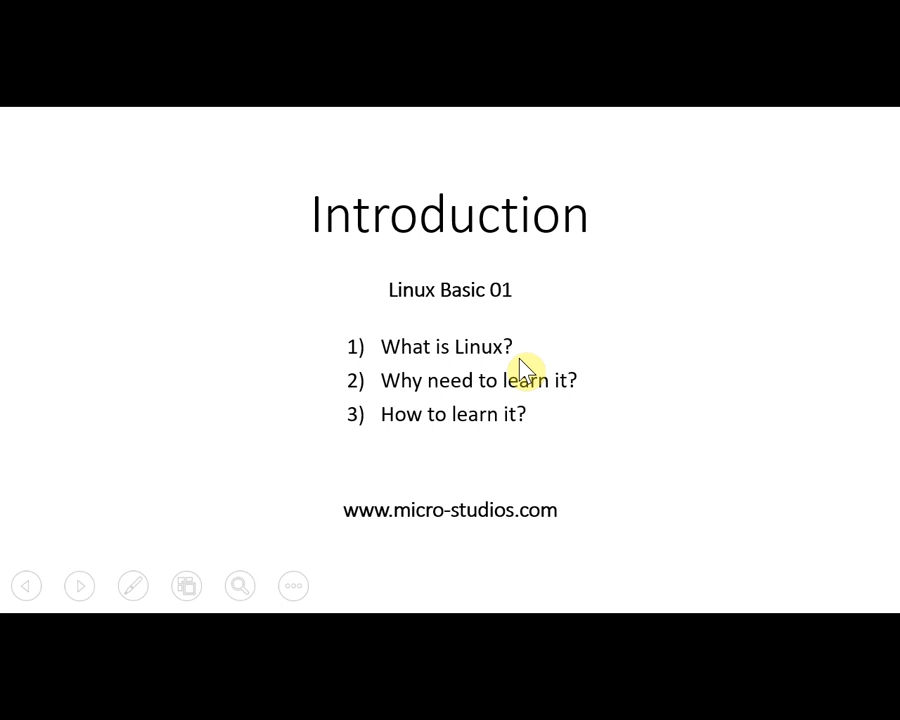 Introduction
Linux Basic 01
1) What is Linux?
2) Why need to learn it?
3) How to learn it?
www.micro-studios.com